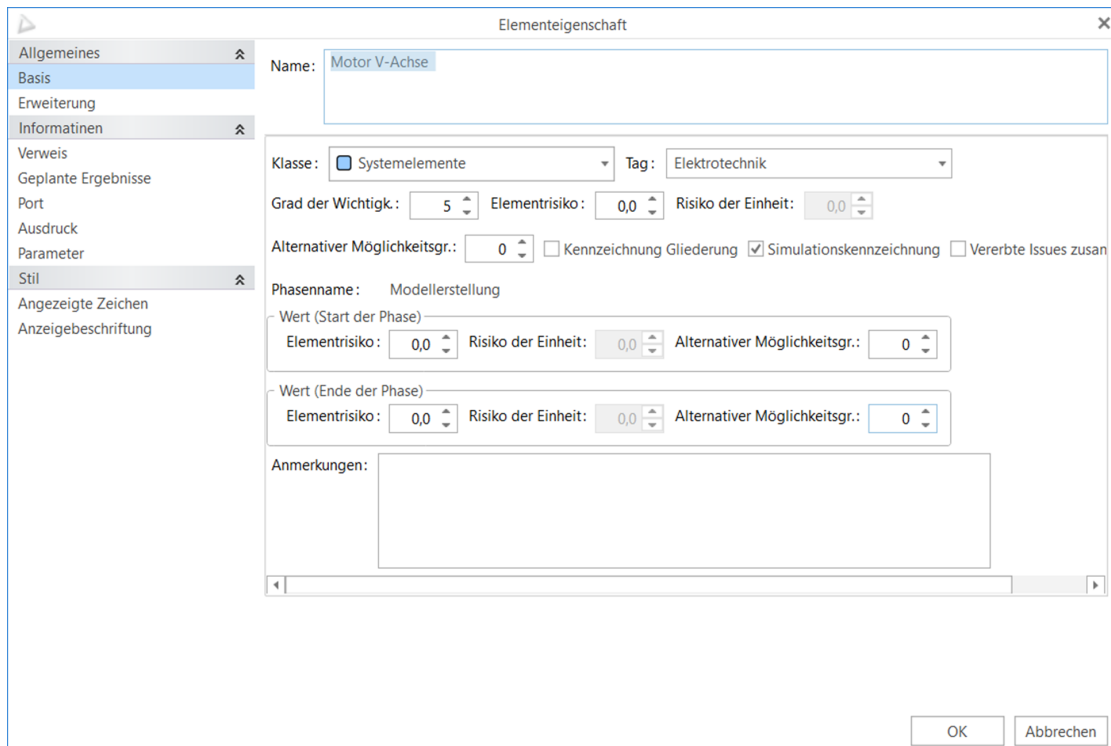 Elementeigenschaft
Allgemeines
Basis
Erweiterung
Informatinen
Verweis
Geplante Ergebnisse
Port
Ausdruck
Parameter
Stil
Angezeigte Zeichen
Anzeigebeschriftung
Name: Motor V-Achse
Klasse: Systemelemente Tag: Elektrotechnik
Grad der Wichtigk.: 5 Elementrisiko: 0,0 Risiko der Einheit: 0,0
Alternativer Möglichkeitsgr.: 0 Kennzeichnung Gliederung Simulationskennzeichnung Vererbte Issues zusan
Phasenname: Modellerstellung
Wert (Start der Phase)
Elementrisiko: 0,0 Risiko der Einheit: 0,0 Alternativer Möglichkeitsgr.: 0
Wert (Ende der Phase)
Elementrisiko: 0,0 Risiko der Einheit: 0,0 Alternativer Möglichkeitsgr.: 0
Anmerkungen:
OK Abbrechen